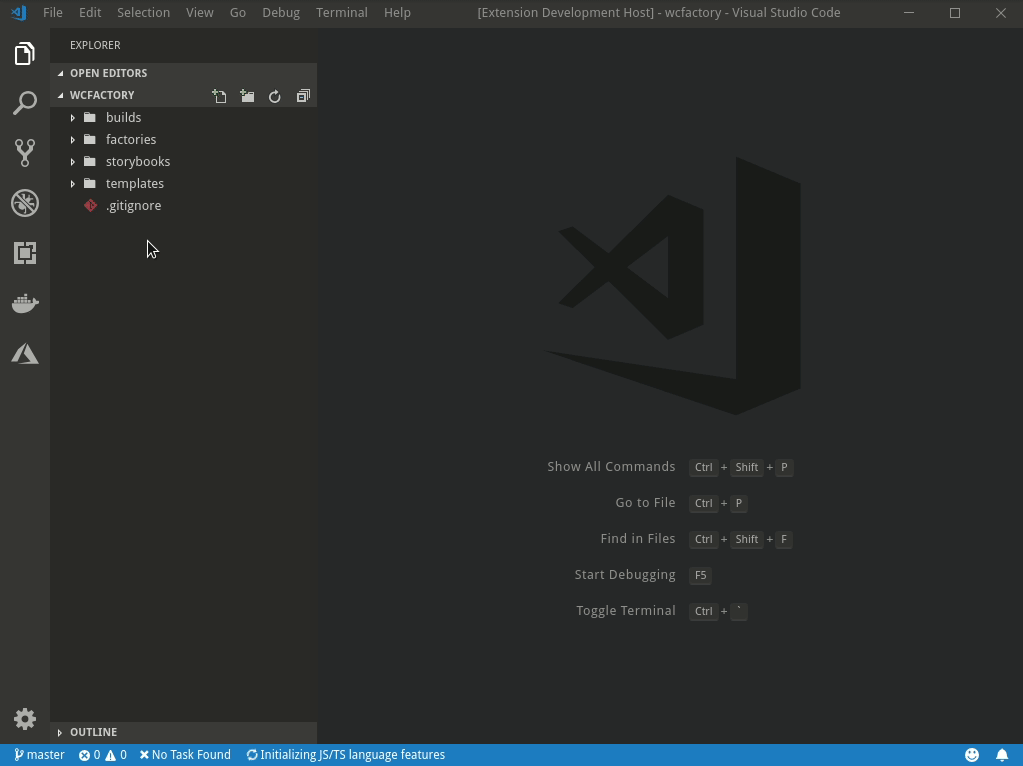 File Edit Selection View Go Debug Terminal Help [Extension Development Host] - wcfactory - Visual Studio Code
EXPLORER
OPEN EDITORS
WCFACTORY
builds
factories
storybooks
templates
.gitignore
Show All Commands Ctrl + Shift + P
Go to File Ctrl + P
Find in Files Ctrl + Shift + F
Start Debugging F5
Toggle Terminal Ctrl + `
OUTLINE
master 0 0 No Task Found Initializing JS/TS language features